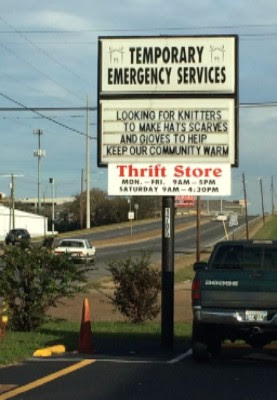 TEMPORARY
EMERGENCY SERVICES
LOOKING FOR KNITTERS
TO MAKE HATS SCARVES
AND GLOVES TO HELP
KEEP OUR COMMUNITY WARM
Thrift Store
MON. - FRI. 9AM - 5PM
SATURDAY 9AM - 4:30PM
DODGE